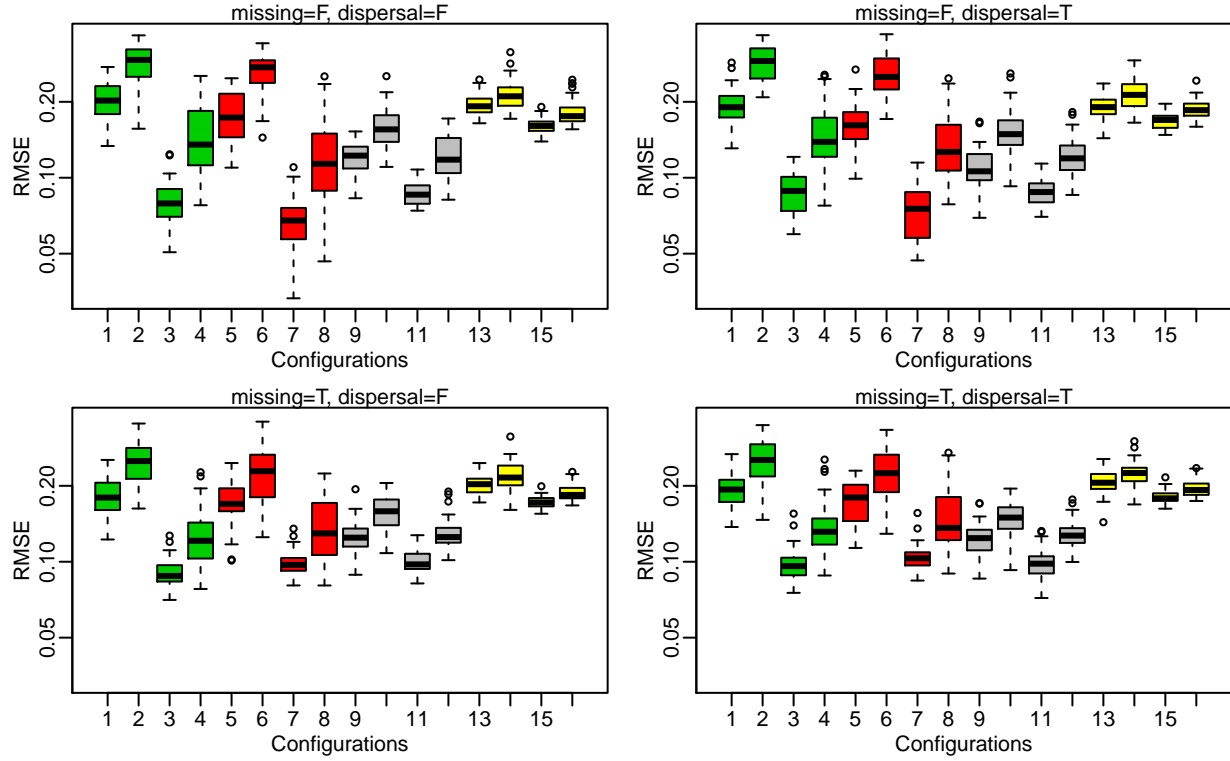 missing=F, dispersal=F
RMSE
0.20
0.10
0.05
1 2 3 4 5 6 7 8 9 11 13 15
Configurations
missing=F, dispersal=T
RMSE
0.20
0.10
0.05
1 2 3 4 5 6 7 8 9 11 13 15
Configurations
missing=T, dispersal=F
RMSE
0.20
0.10
0.05
1 2 3 4 5 6 7 8 9 11 13 15
Configurations
missing=T, dispersal=T
RMSE
0.20
0.10
0.05
1 2 3 4 5 6 7 8 9 11 13 15
Configurations